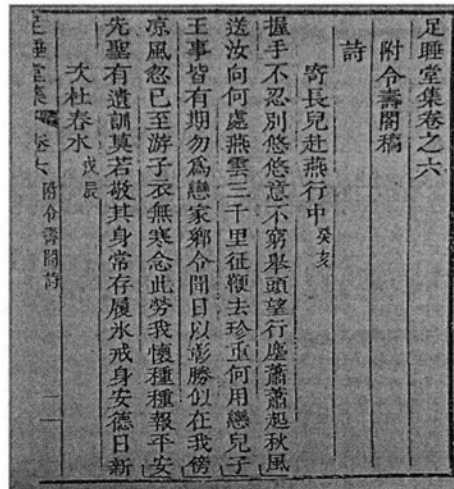 足睡堂集卷之六
附令壽閤稿
詩
寄長兒赴燕行中 癸亥
握手不忍別悠悠意不窮舉頭望行塵蕭蕭起秋風
送汝向何處燕雲三千里征鞭去珍重何用戀兒子
王事皆有期勿爲戀家鄉令聞日以彰勝似在我傍
凉風忽已至游子衣無寒念此勞我懷種種報平安
先聖有遺訓莫若敬其身常存履氷戒身安德日新
次杜春水 戊辰
足睡堂集 卷六 附令壽閤詩 一